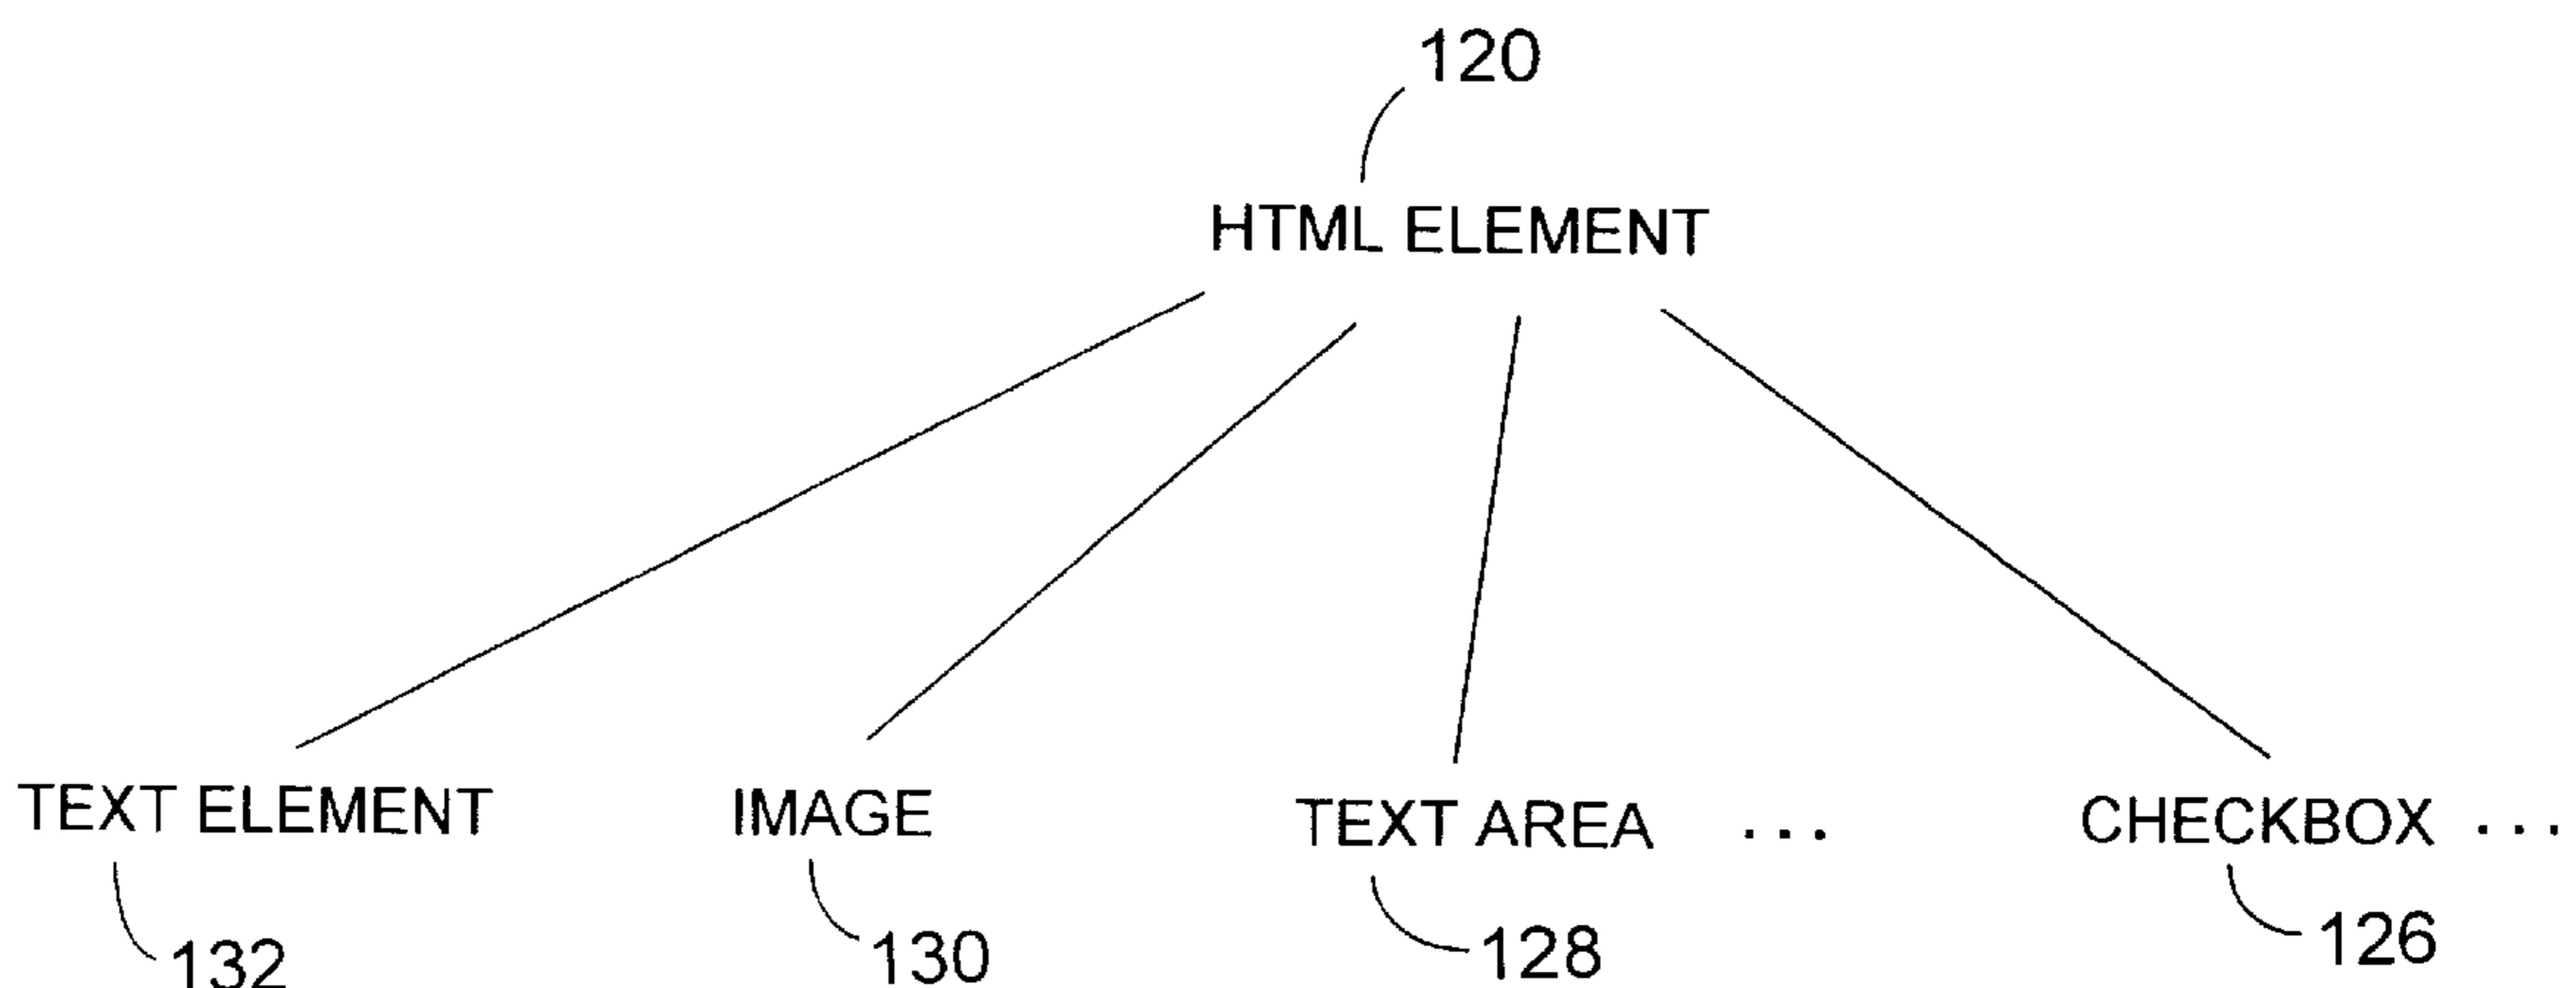 120
HTML ELEMENT
TEXT ELEMENT IMAGE TEXT AREA ... CHECKBOX ...
132 130 128 126